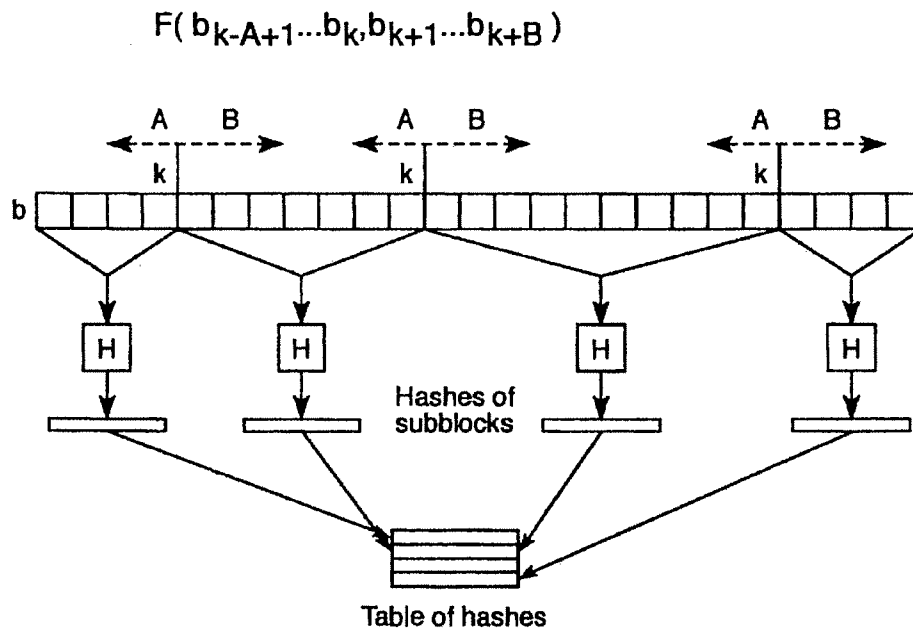 F( b_{k-A+1}...b_k,b_{k+1}...b_{k+B} )
A B A B A B
k k k
b
H H H H
Hashes of
subblocks
Table of hashes